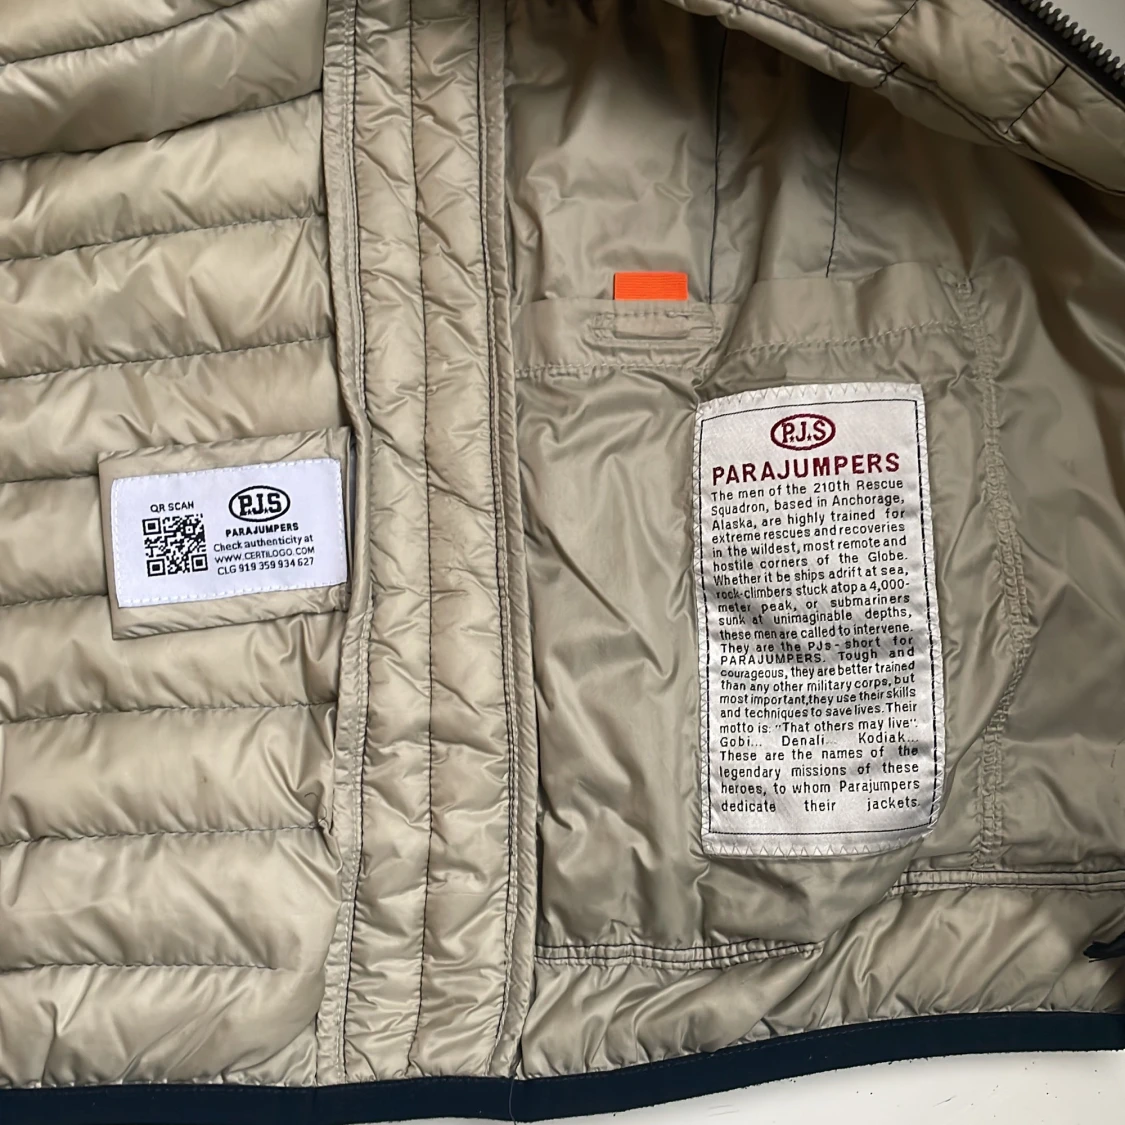 QR SCAN
P.J.S
PARAJUMPERS
Check authenticity at
WWW.CERTILOGO.COM
CLG 919 359 934 627
P.J.S
PARAJUMPERS
The men of the 210th Rescue
Squadron, based in Anchorage,
Alaska, are highly trained for
extreme rescues and recoveries
in the wildest, most remote and
hostile corners of the Globe.
Whether it be ships adrift at sea,
rock-climbers stuck atop a 4,000-
meter peak, or submariners
sunk at unimaginable depths,
these men are called to intervene.
They are the PJs - short for
PARAJUMPERS. Tough and
courageous, they are better trained
than any other military corps, but
most important,they use their skills
and techniques to save lives. Their
motto is: "That others may live".
Gobi... Denali... Kodiak...
These are the names of the
legendary missions of these
heroes, to whom Parajumpers
dedicate their jackets.